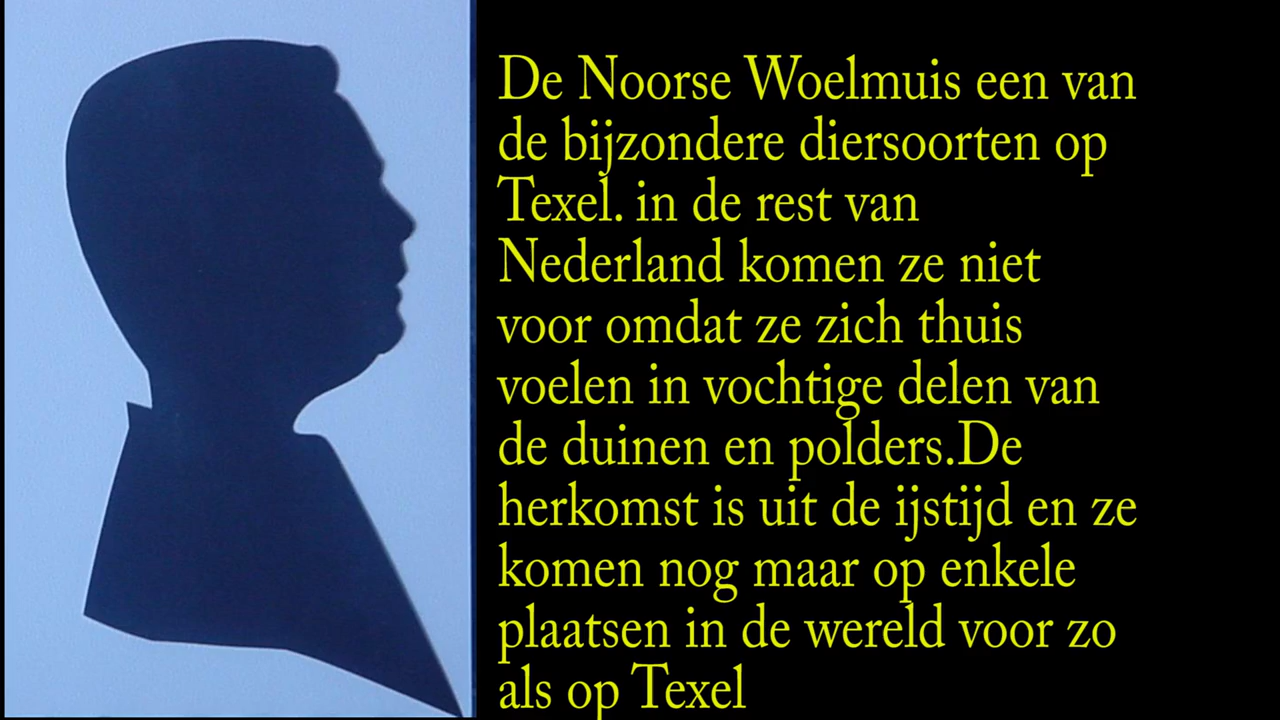 De Noorse Woelmuis een van
de bijzondere diersoorten op
Texel. in de rest van
Nederland komen ze niet
voor omdat ze zich thuis
voelen in vochtige delen van
de duinen en polders.De
herkomst is uit de ijstijd en ze
komen nog maar op enkele
plaatsen in de wereld voor zo
als op Texel